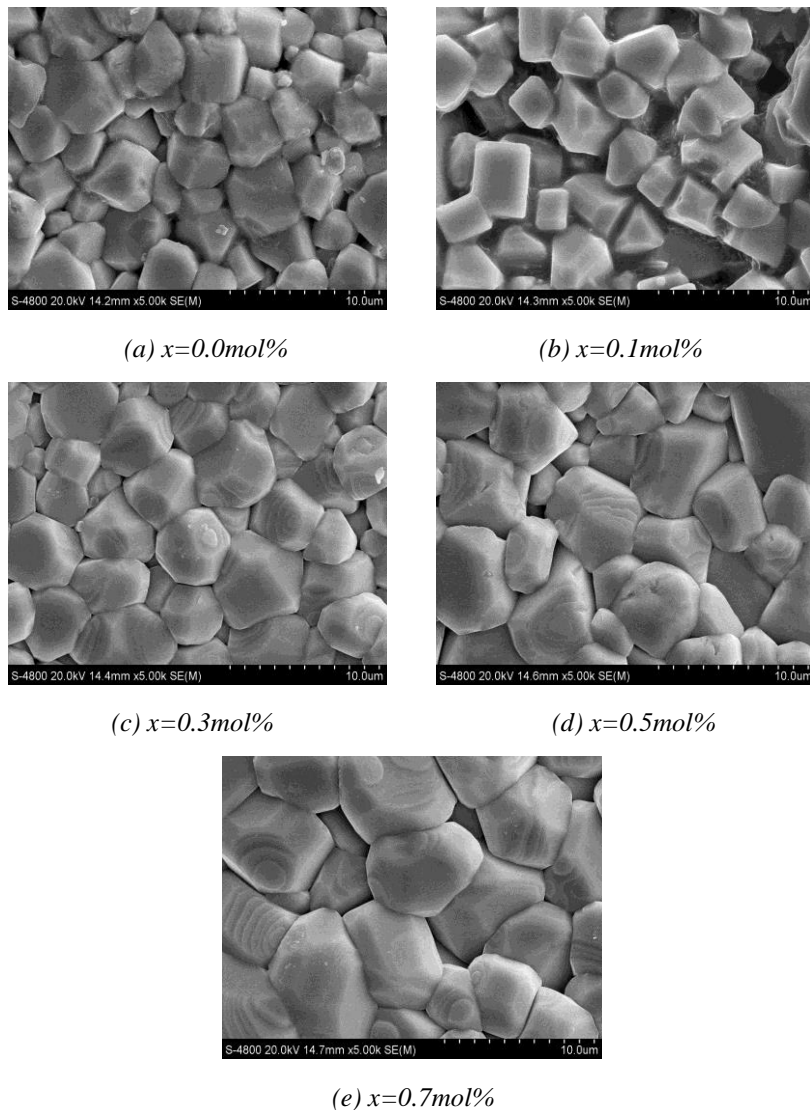 S-4800 20.0kV 14.2mm x5.00k SE(M) 10.0um
S-4800 20.0kV 14.3mm x5.00k SE(M) 10.0um
(a) x=0.0mol%
(b) x=0.1mol%
S-4800 20.0kV 14.4mm x5.00k SE(M) 10.0um
S-4800 20.0kV 14.6mm x5.00k SE(M) 10.0um
(c) x=0.3mol%
(d) x=0.5mol%
S-4800 20.0kV 14.7mm x5.00k SE(M) 10.0um
(e) x=0.7mol%